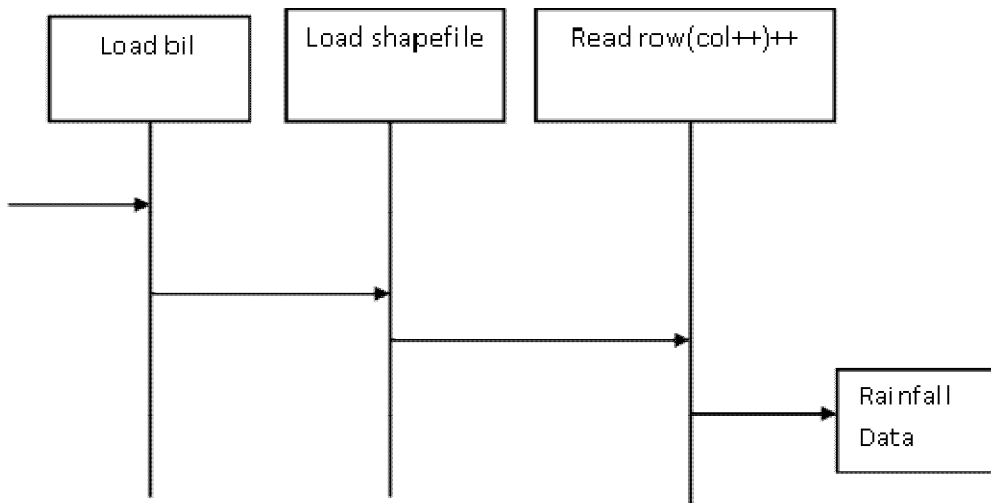 Load bil
Load shapefile
Read row(col++)++
Rainfall
Data